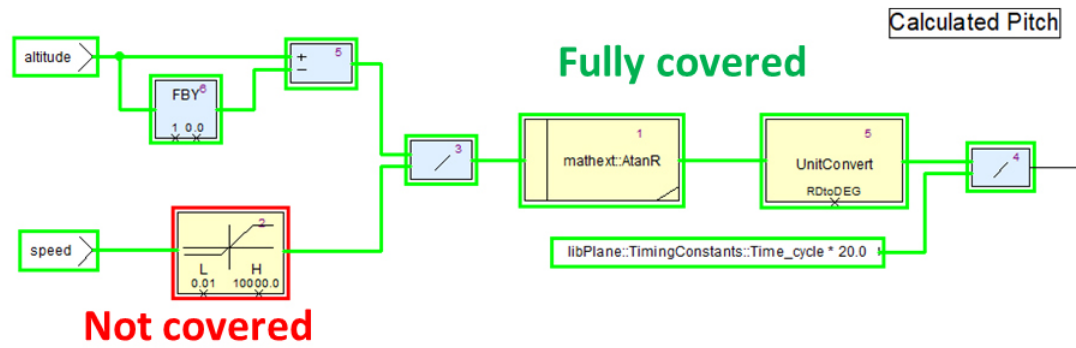 Calculated Pitch
altitude
+
−
5
FBY
6
1 0.0
Fully covered
3
1
mathext::AtanR
5
UnitConvert
RDtoDEG
4
speed
2
L H
0.01 10000.0
libPlane::TimingConstants::Time_cycle * 20.0
Not covered